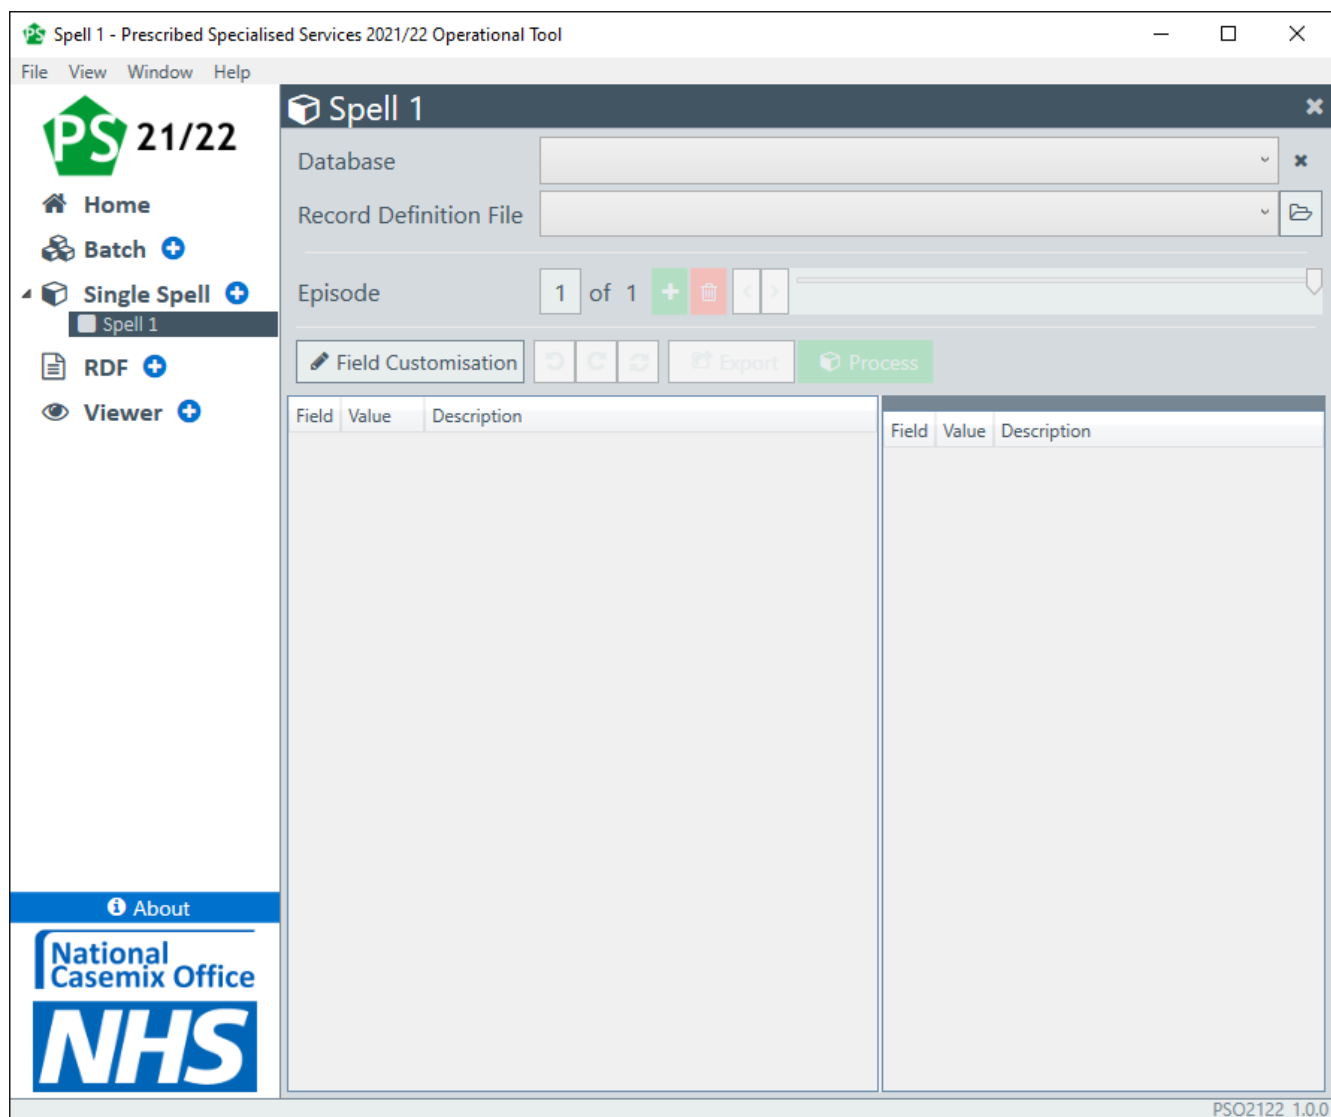 Spell 1 - Prescribed Specialised Services 2021/22 Operational Tool
File View Window Help
PS 21/22
Home
Batch
Single Spell
Spell 1
RDF
Viewer
Spell 1
Database
Record Definition File
Episode 1 of 1
Field Customisation Export Process
Field Value Description
Field Value Description
About
National
Casemix Office
NHS
PSO2122 1.0.0